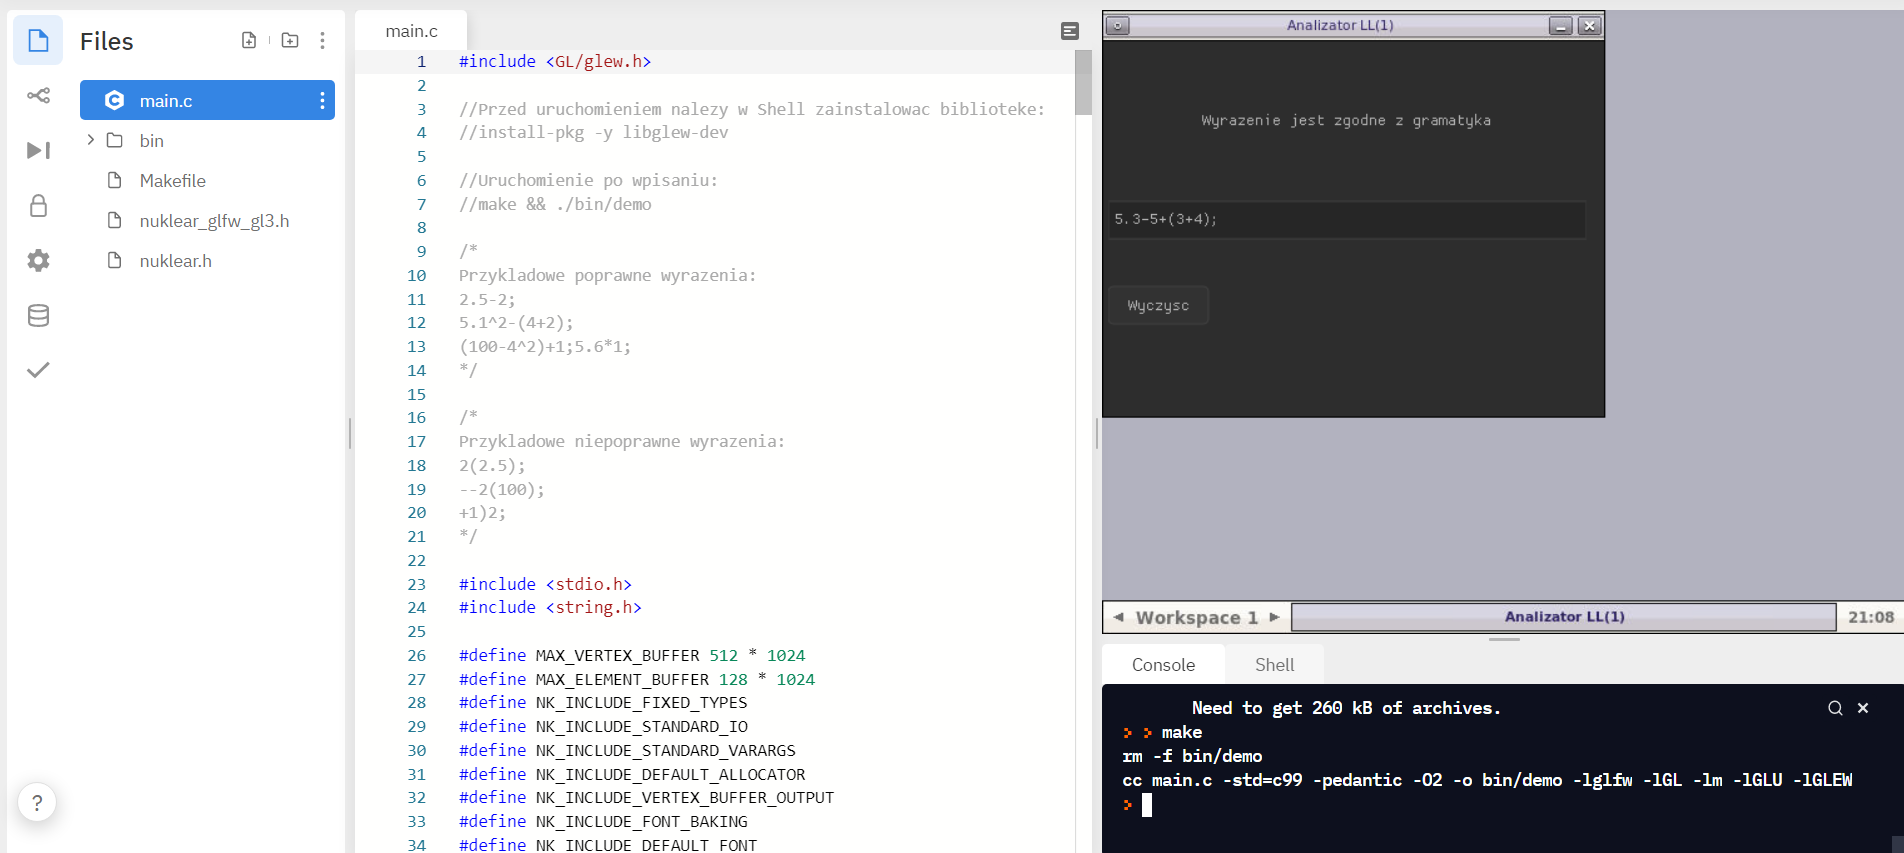 Files
main.c
bin
Makefile
nuklear_glfw_gl3.h
nuklear.h
?
main.c
1 #include <GL/glew.h>
2
3 //Przed uruchomieniem nalezy w Shell zainstalowac biblioteke:
4 //install-pkg -y libglew-dev
5
6 //Uruchomienie po wpisaniu:
7 //make && ./bin/demo
8
9 /*
10 Przykladowe poprawne wyrazenia:
11 2.5-2;
12 5.1^2-(4+2);
13 (100-4^2)+1;5.6*1;
14 */
15
16 /*
17 Przykladowe niepoprawne wyrazenia:
18 2(2.5);
19 --2(100);
20 +1)2;
21 */
22
23 #include <stdio.h>
24 #include <string.h>
25
26 #define MAX_VERTEX_BUFFER 512 * 1024
27 #define MAX_ELEMENT_BUFFER 128 * 1024
28 #define NK_INCLUDE_FIXED_TYPES
29 #define NK_INCLUDE_STANDARD_IO
30 #define NK_INCLUDE_STANDARD_VARARGS
31 #define NK_INCLUDE_DEFAULT_ALLOCATOR
32 #define NK_INCLUDE_VERTEX_BUFFER_OUTPUT
33 #define NK_INCLUDE_FONT_BAKING
34 #define NK_INCLUDE_DEFAULT_FONT
Analizator LL(1)
Wyrazenie jest zgodne z gramatyka
5.3-5+(3+4);
Wyczysc
Workspace 1
Analizator LL(1)
21:08
Console
Shell
Need to get 260 kB of archives.
> > make
rm -f bin/demo
cc main.c -std=c99 -pedantic -O2 -o bin/demo -lglfw -lGL -lm -lGLU -lGLEW
>